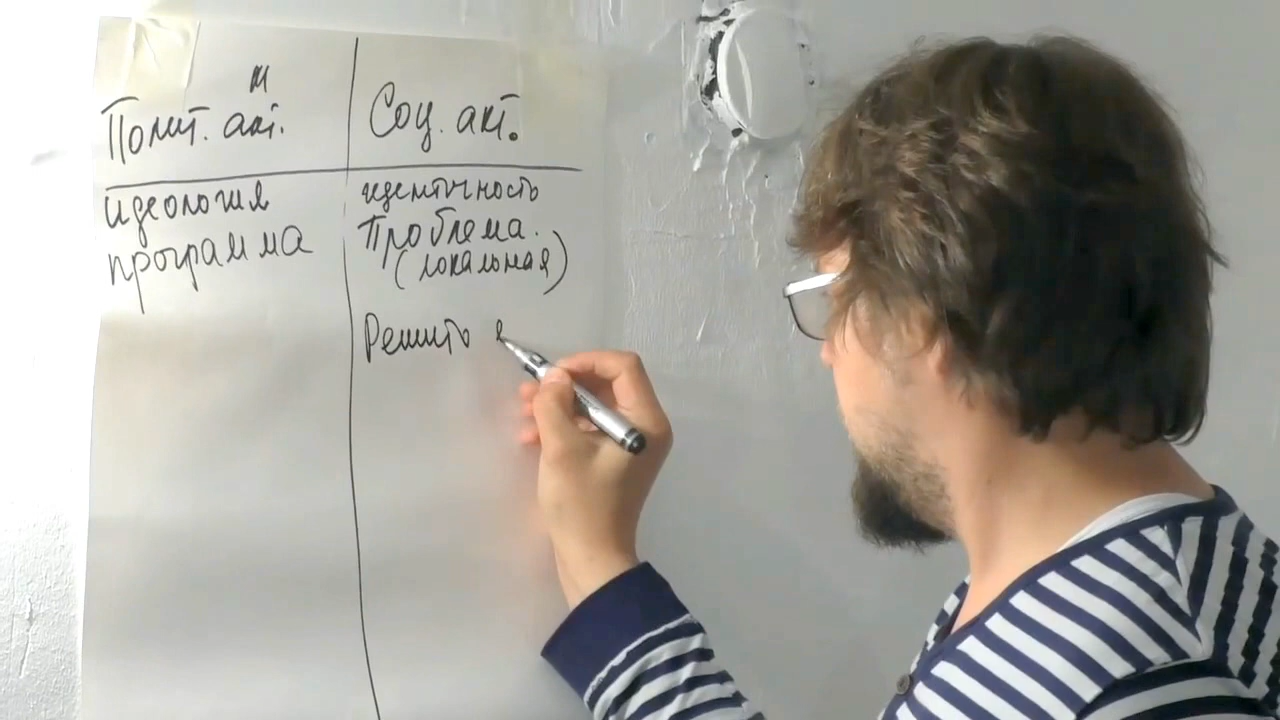 Полит. акт.
Соц. акт.
идеология
программа
идентичность
Проблема.
(локальная)
Решить